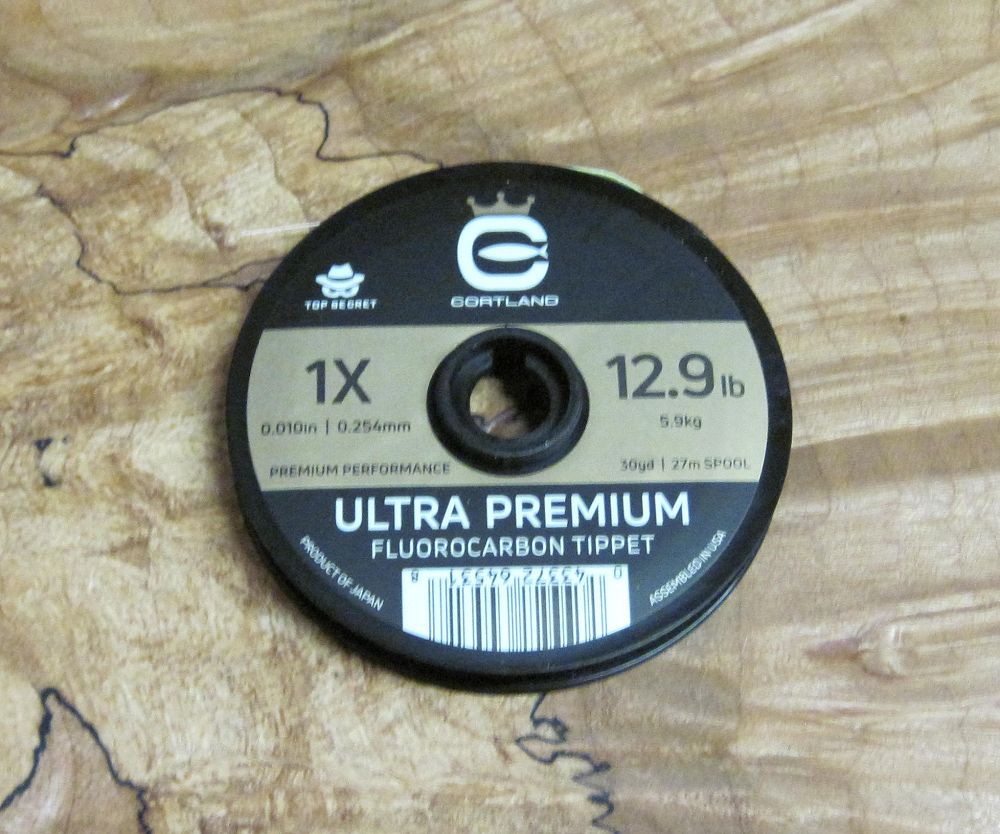 CORTLAND
TOP SECRET
1X
12.9 lb
0.010in | 0.254mm
5.9kg
PREMIUM PERFORMANCE
30yd | 27m SPOOL
ULTRA PREMIUM
FLUOROCARBON TIPPET
PRODUCT OF JAPAN
ASSEMBLED IN USA